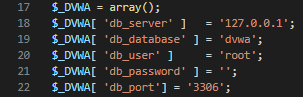 17 $_DVWA = array();
18 $_DVWA[ 'db_server' ]   = '127.0.0.1';
19 $_DVWA[ 'db_database' ] = 'dvwa';
20 $_DVWA[ 'db_user' ]     = 'root';
21 $_DVWA[ 'db_password' ] = '';
22 $_DVWA[ 'db_port'] = '3306';